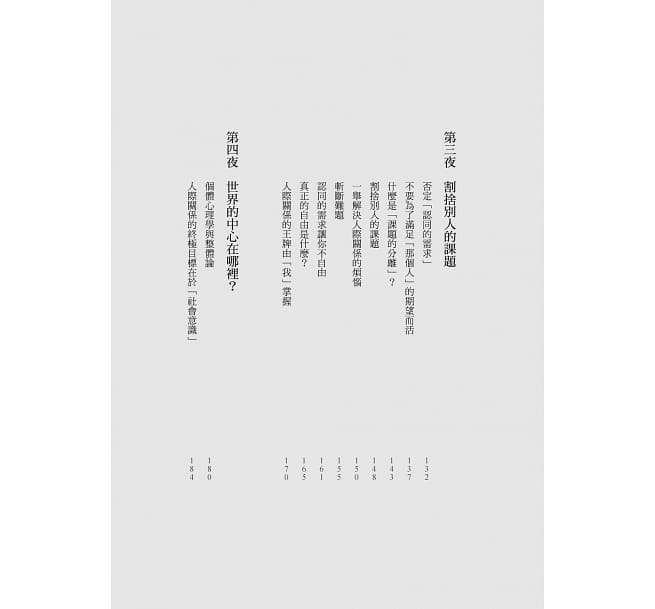 第三夜　割捨別人的課題
否定「認同的需求」　132
不要為了滿足「那個人」的期望而活　137
什麼是「課題的分離」？　143
割捨別人的課題　148
一舉解決人際關係的煩惱　150
斬斷難題　155
認同的需求讓你不自由　161
真正的自由是什麼？　165
人際關係的王牌由「我」掌握　170
第四夜　世界的中心在哪裡？
個體心理學與整體論　180
人際關係的終極目標在於「社會意識」　184